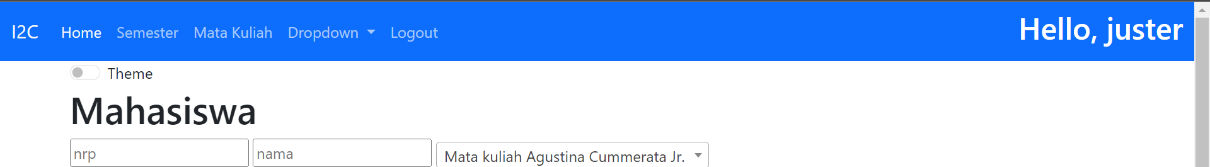 I2C Home Semester Mata Kuliah Dropdown Logout Hello, juster
Theme
Mahasiswa
nrp nama Mata kuliah Agustina Cummerata Jr.